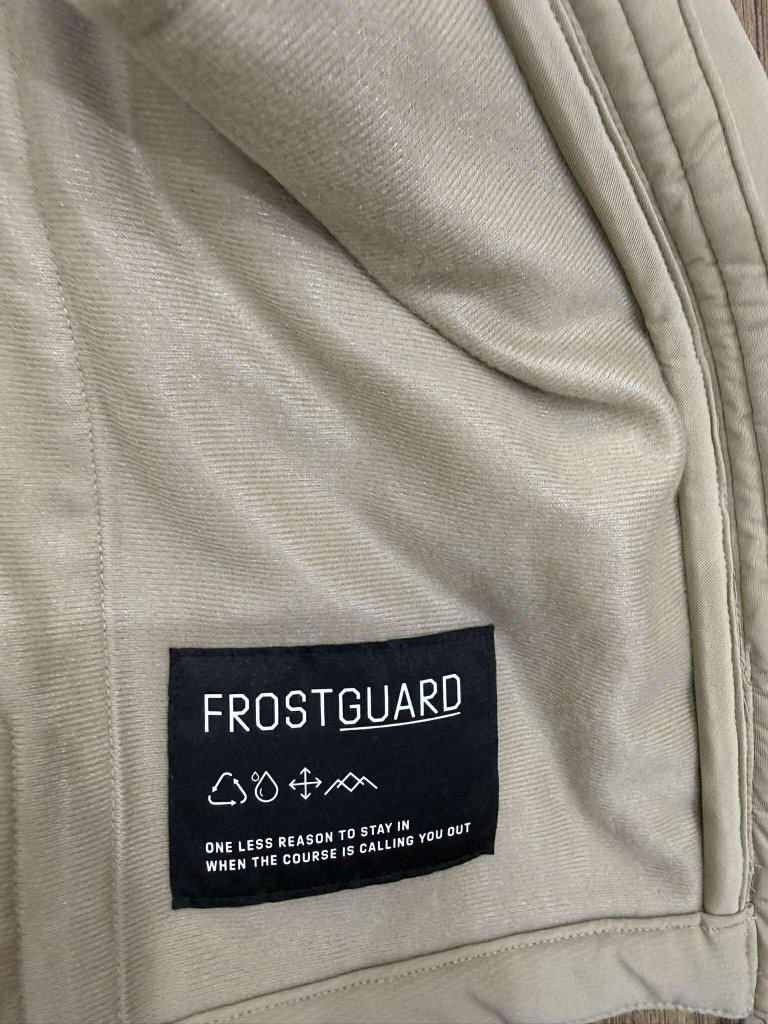 FROSTGUARD
ONE LESS REASON TO STAY IN
WHEN THE COURSE IS CALLING YOU OUT